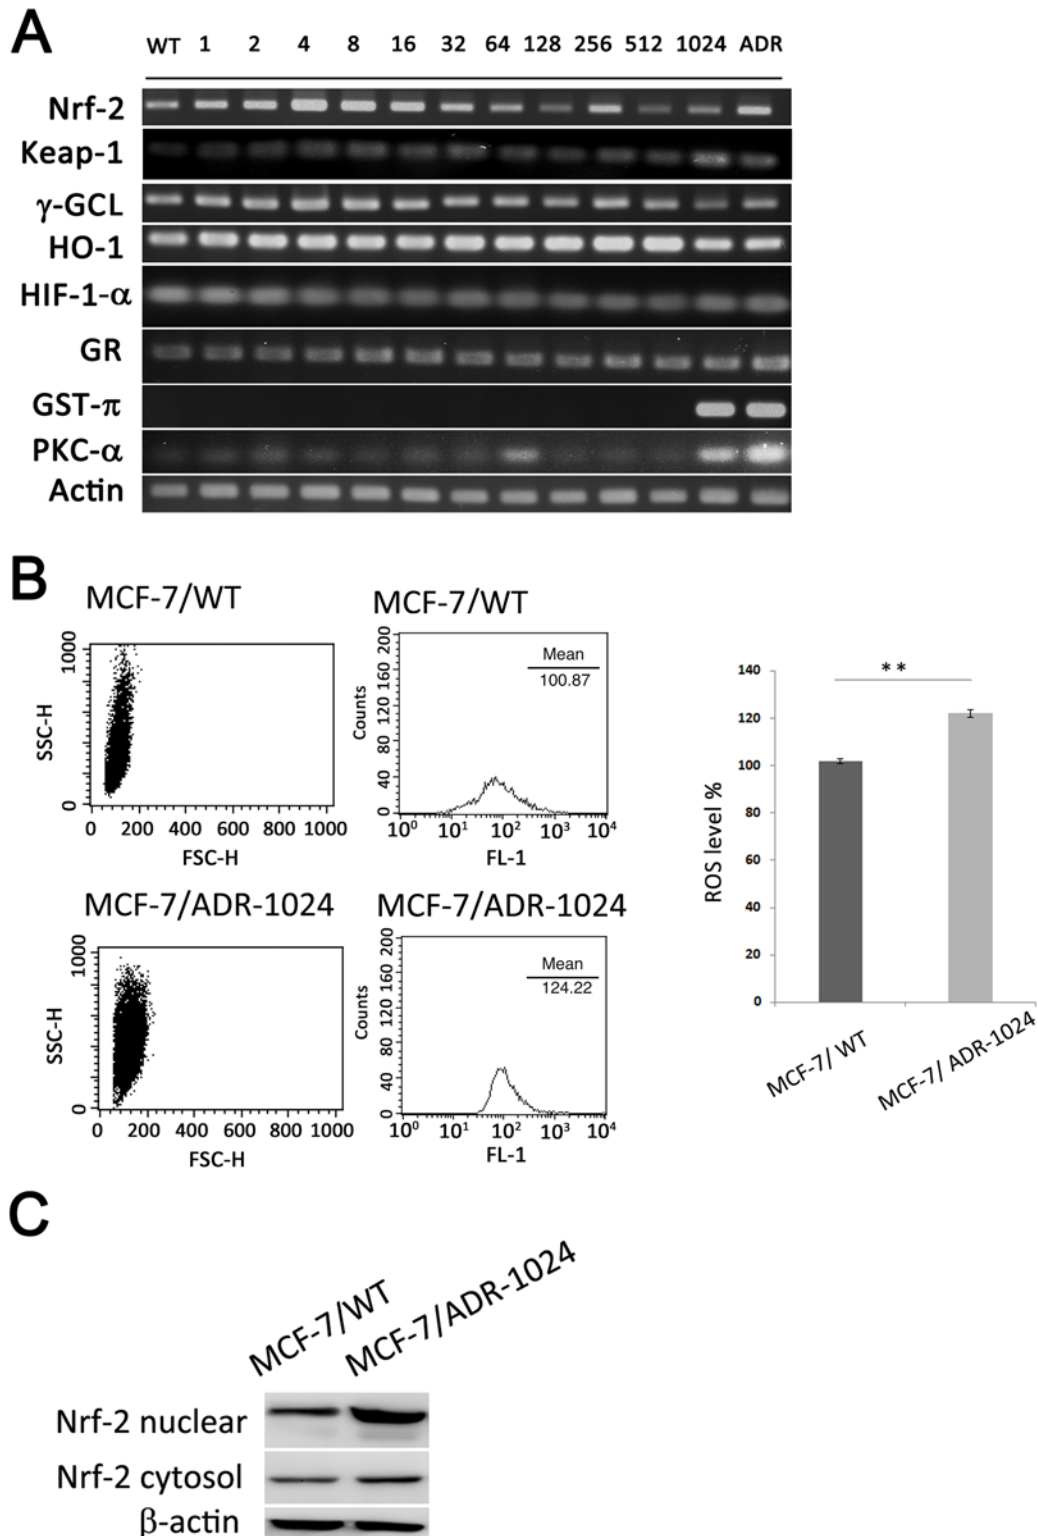 A
WT 1 2 4 8 16 32 64 128 256 512 1024 ADR
Nrf-2
Keap-1
γ-GCL
HO-1
HIF-1-α
GR
GST-π
PKC-α
Actin
B
MCF-7/WT
SSC-H
1000
0
0 200 400 600 800 1000
FSC-H
MCF-7/WT
Counts
0 40 80 120 160 200
Mean
100.87
10⁰ 10¹ 10² 10³ 10⁴
FL-1
MCF-7/ADR-1024
SSC-H
1000
0
0 200 400 600 800 1000
FSC-H
MCF-7/ADR-1024
Counts
0 40 80 120 160 200
Mean
124.22
10⁰ 10¹ 10² 10³ 10⁴
FL-1
ROS level %
140
120
100
80
60
40
20
0
**
MCF-7/ WT
MCF-7/ ADR-1024
C
MCF-7/WT
MCF-7/ADR-1024
Nrf-2 nuclear
Nrf-2 cytosol
β-actin